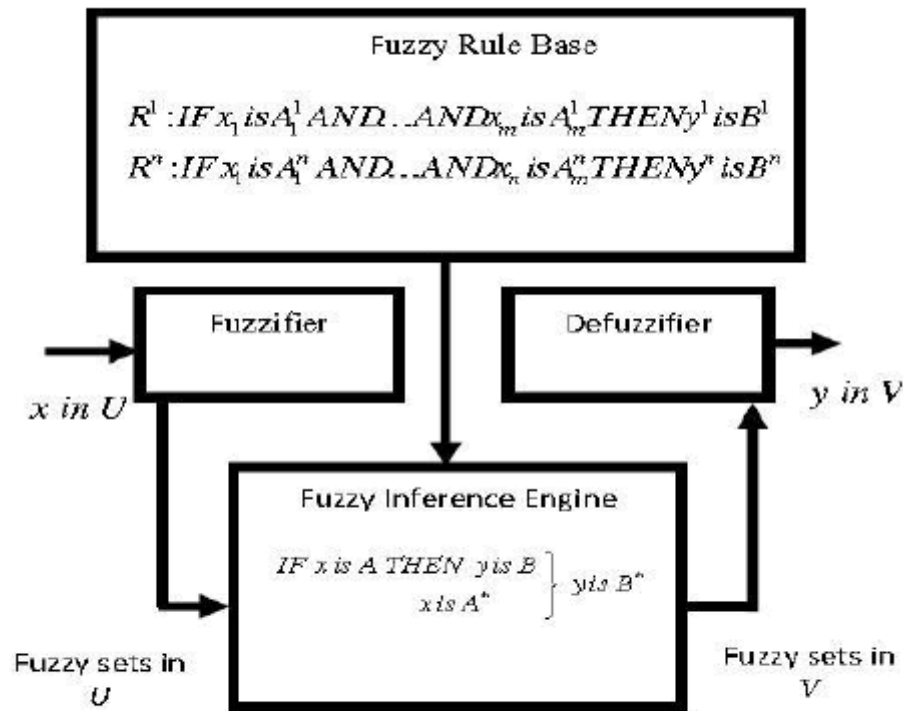 Fuzzy Rule Base
R¹ : IF x₁ is A₁¹ AND...AND xₘ is Aₘ¹ THEN y¹ is B¹
Rⁿ : IF x₁ is A₁ⁿ AND...AND xₙ is Aₘⁿ THEN yⁿ is Bⁿ
Fuzzifier
Defuzzifier
x in U
y in V
Fuzzy Inference Engine
IF x is A THEN y is B
x is Aⁿ } y is Bⁿ
Fuzzy sets in
U
Fuzzy sets in
V